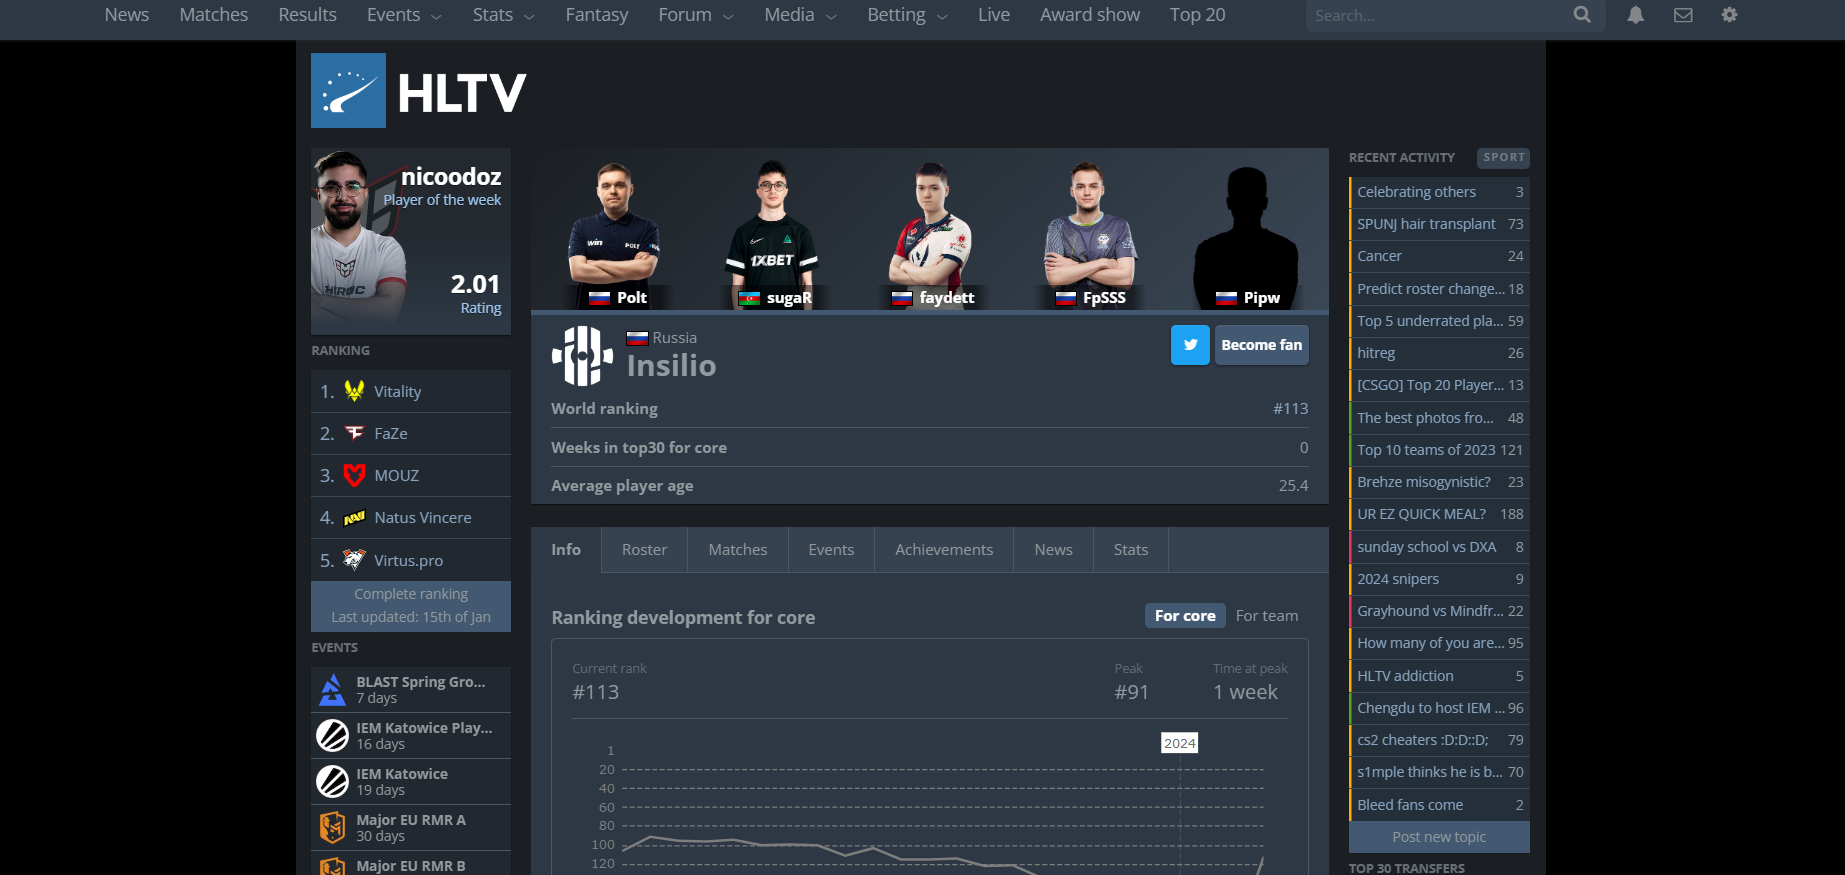 News Matches Results Events Stats Fantasy Forum Media Betting Live Award show Top 20 Search...
HLTV
nicoodoz
Player of the week
2.01
Rating
RANKING
1. Vitality
2. FaZe
3. MOUZ
4. Natus Vincere
5. Virtus.pro
Complete ranking
Last updated: 15th of Jan
EVENTS
BLAST Spring Gro...
7 days
IEM Katowice Play...
16 days
IEM Katowice
19 days
Major EU RMR A
30 days
Major EU RMR B
win
1XBET
Polt sugaR faydett FpSSS Pipw
Russia
Insilio
Become fan
World ranking #113
Weeks in top30 for core 0
Average player age 25.4
Info Roster Matches Events Achievements News Stats
Ranking development for core For core For team
Current rank Peak Time at peak
#113 #91 1 week
2024
1
20
40
60
80
100
120
RECENT ACTIVITY SPORT
Celebrating others 3
SPUNJ hair transplant 73
Cancer 24
Predict roster change... 18
Top 5 underrated pla... 59
hitreg 26
[CSGO] Top 20 Player... 13
The best photos fro... 48
Top 10 teams of 2023 121
Brehze misogynistic? 23
UR EZ QUICK MEAL? 188
sunday school vs DXA 8
2024 snipers 9
Grayhound vs Mindfr... 22
How many of you are... 95
HLTV addiction 5
Chengdu to host IEM ... 96
cs2 cheaters :D:D::D; 79
s1mple thinks he is b... 70
Bleed fans come 2
Post new topic
TOP 30 TRANSFERS